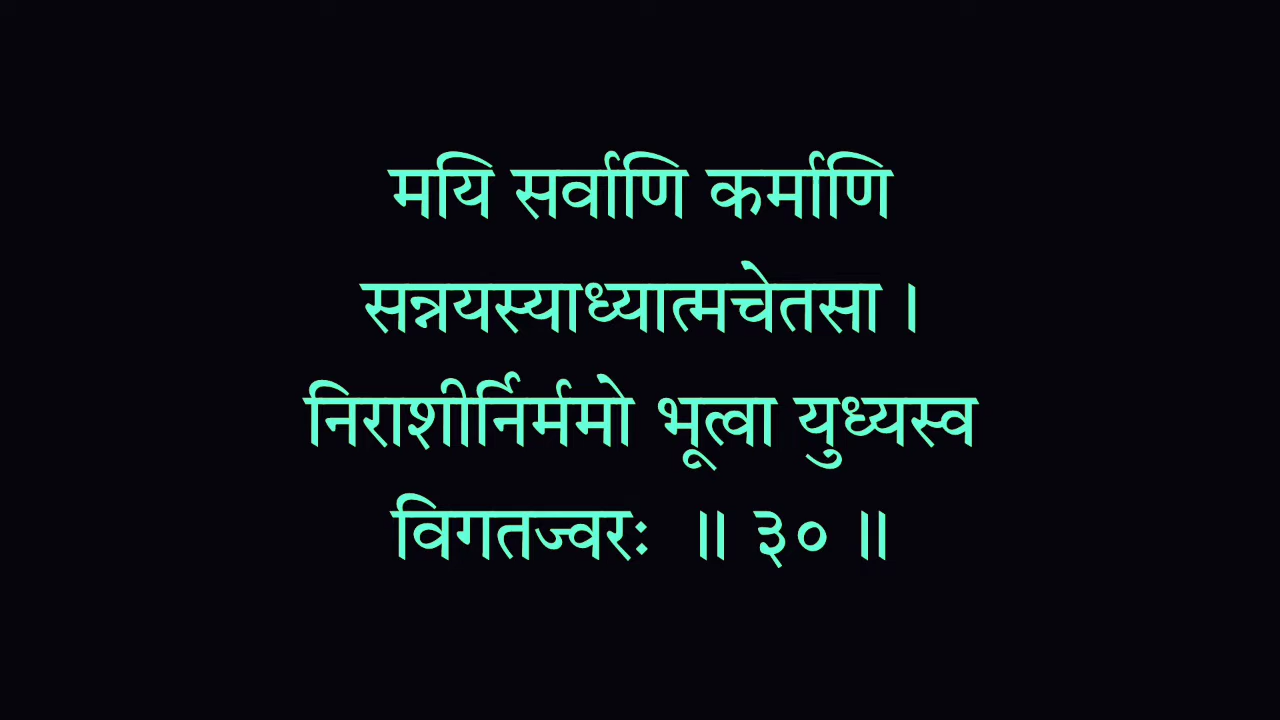 मयि सर्वाणि कर्माणि
सन्नयस्याध्यात्मचेतसा ।
निराशीर्निर्ममो भूत्वा युध्यस्व
विगतज्वरः ॥ ३० ॥